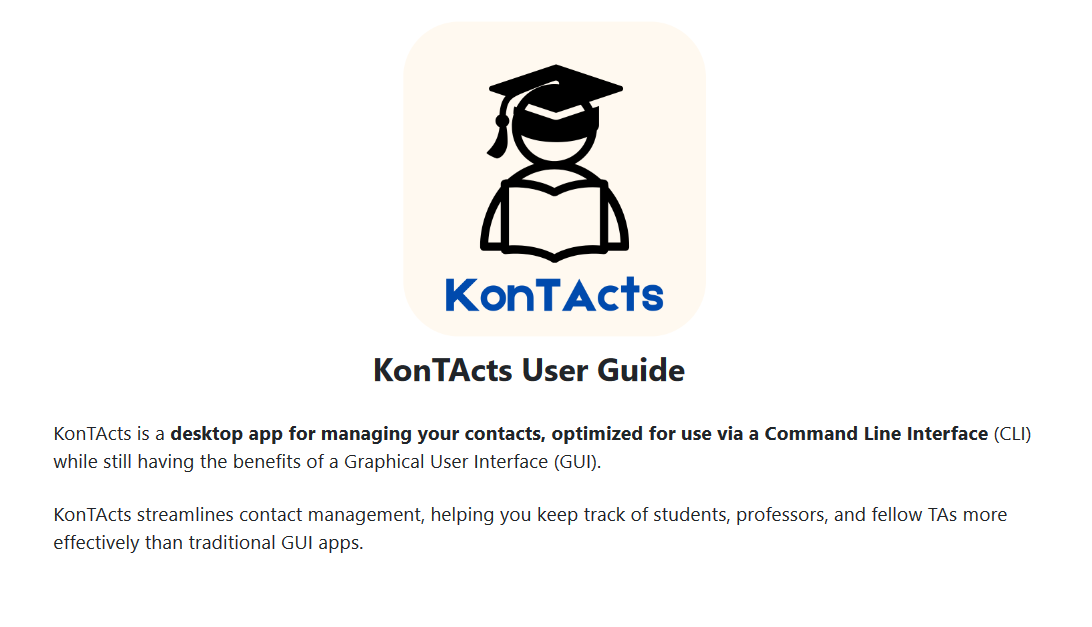 KonTActs
KonTActs User Guide
KonTActs is a desktop app for managing your contacts, optimized for use via a Command Line Interface (CLI)
while still having the benefits of a Graphical User Interface (GUI).
KonTActs streamlines contact management, helping you keep track of students, professors, and fellow TAs more
effectively than traditional GUI apps.